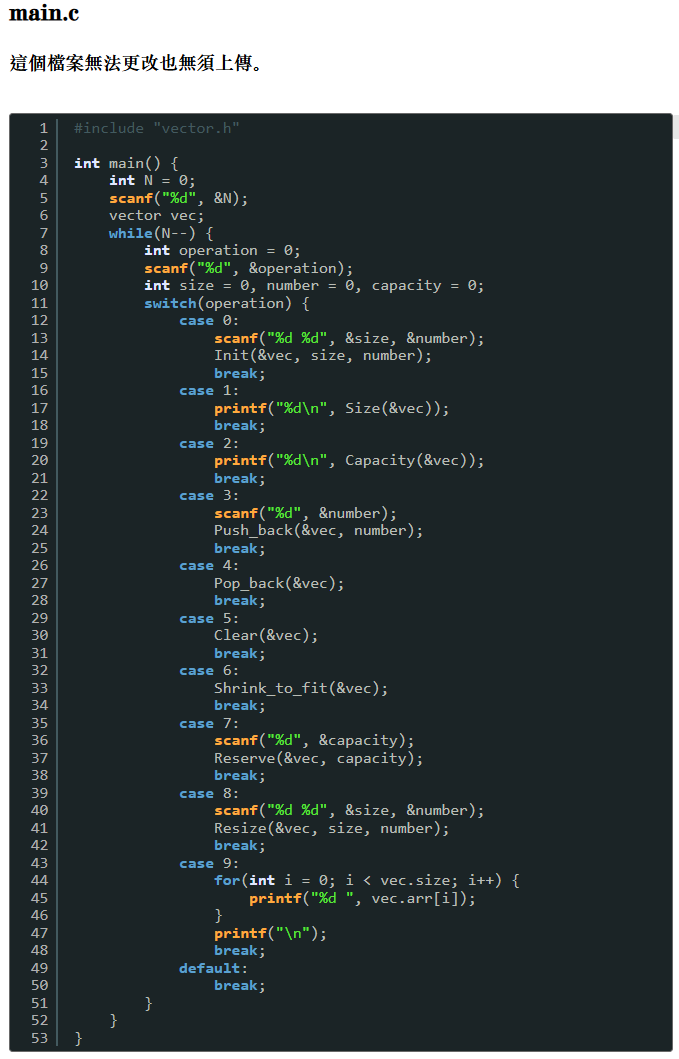 main.c
這個檔案無法更改也無須上傳。
1 #include "vector.h"
2
3 int main() {
4     int N = 0;
5     scanf("%d", &N);
6     vector vec;
7     while(N--) {
8         int operation = 0;
9         scanf("%d", &operation);
10         int size = 0, number = 0, capacity = 0;
11         switch(operation) {
12             case 0:
13                 scanf("%d %d", &size, &number);
14                 Init(&vec, size, number);
15                 break;
16             case 1:
17                 printf("%d\n", Size(&vec));
18                 break;
19             case 2:
20                 printf("%d\n", Capacity(&vec));
21                 break;
22             case 3:
23                 scanf("%d", &number);
24                 Push_back(&vec, number);
25                 break;
26             case 4:
27                 Pop_back(&vec);
28                 break;
29             case 5:
30                 Clear(&vec);
31                 break;
32             case 6:
33                 Shrink_to_fit(&vec);
34                 break;
35             case 7:
36                 scanf("%d", &capacity);
37                 Reserve(&vec, capacity);
38                 break;
39             case 8:
40                 scanf("%d %d", &size, &number);
41                 Resize(&vec, size, number);
42                 break;
43             case 9:
44                 for(int i = 0; i < vec.size; i++) {
45                     printf("%d ", vec.arr[i]);
46                 }
47                 printf("\n");
48                 break;
49             default:
50                 break;
51         }
52     }
53 }